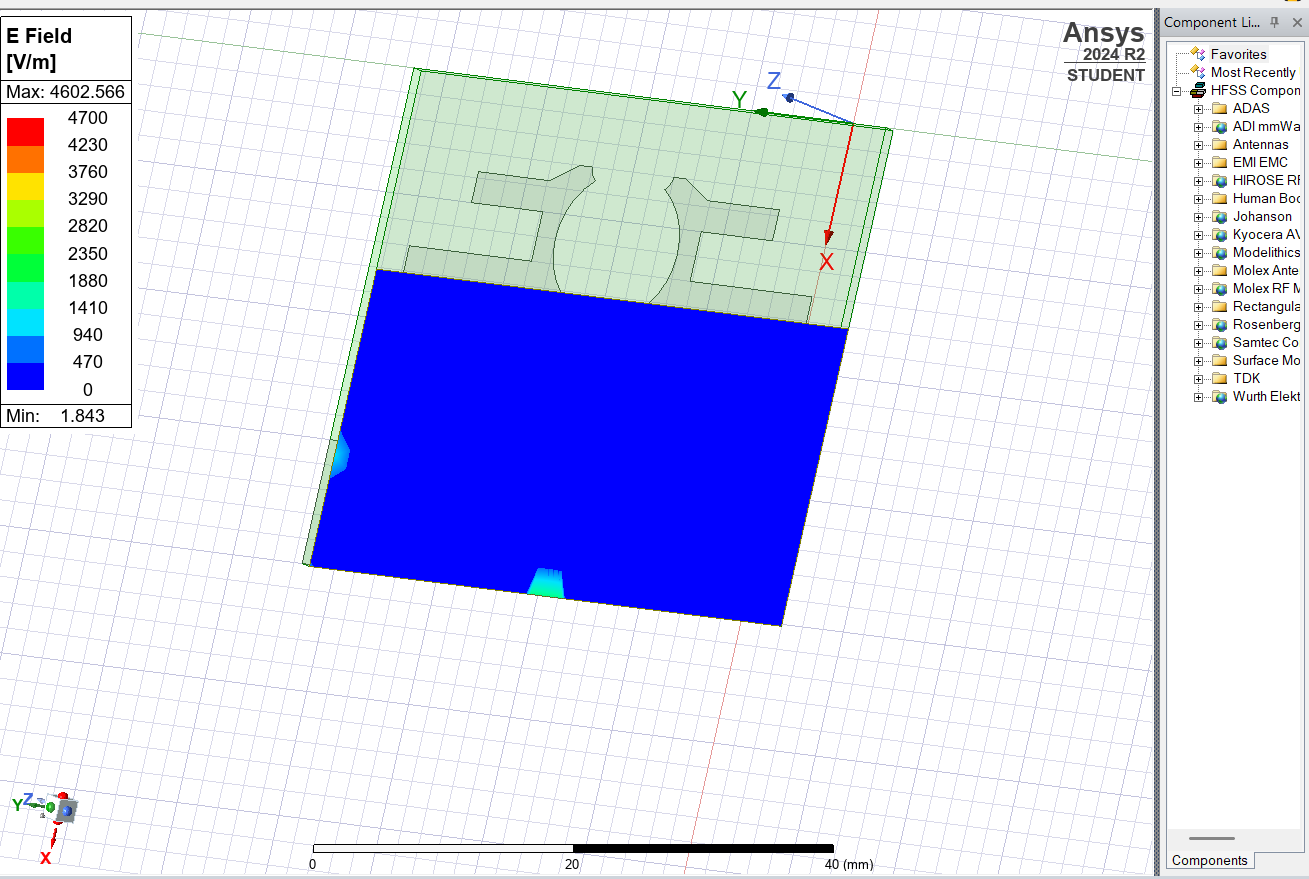 E Field
[V/m]
Max: 4602.566
4700
4230
3760
3290
2820
2350
1880
1410
940
470
0
Min: 1.843
Ansys
2024 R2
STUDENT
Z
Y
X
Y
Z
X
0
20
40 (mm)
Component Li...
Favorites
Most Recently
HFSS Compon
ADAS
ADI mmWa
Antennas
EMI EMC
HIROSE RF
Human Boo
Johanson
Kyocera AV
Modelithics
Molex Ante
Molex RF M
Rectangula
Rosenberg
Samtec Co
Surface Mo
TDK
Wurth Elekt
Components